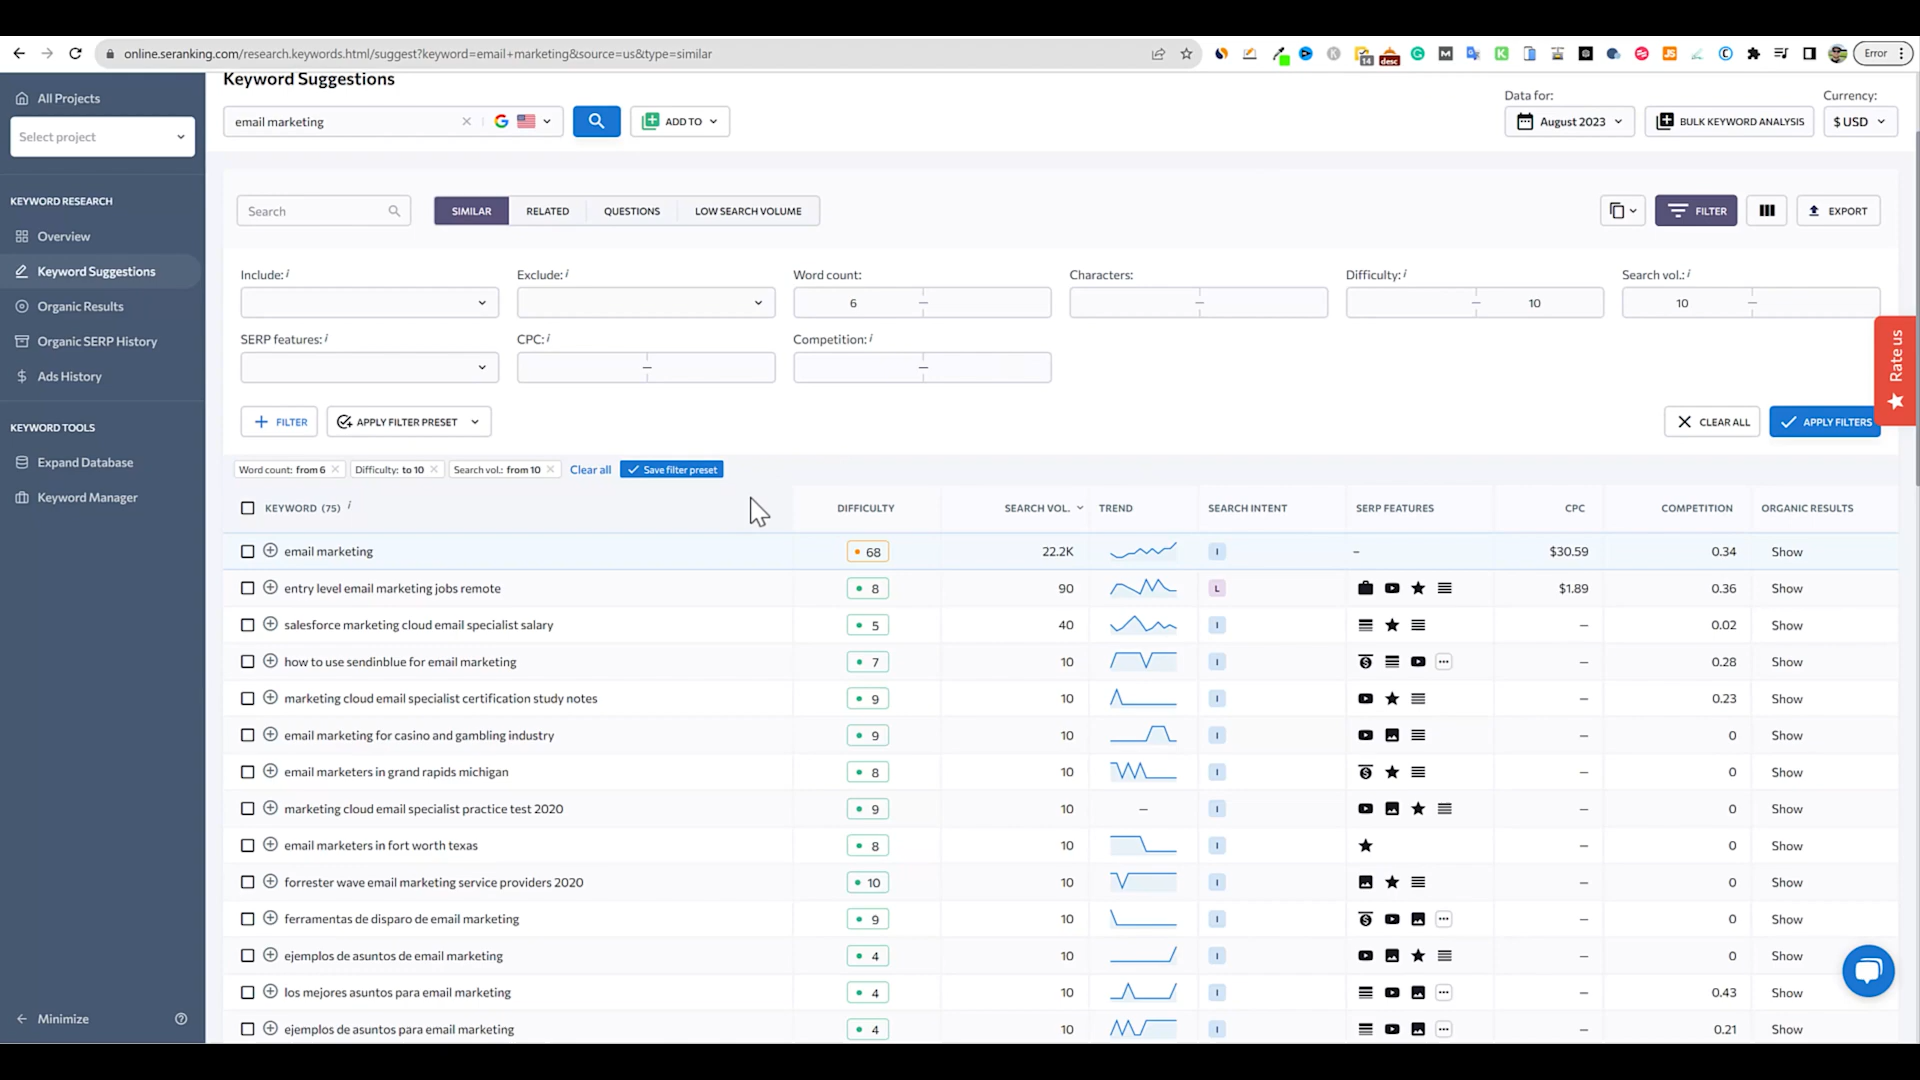 online.seranking.com/research.keywords.html/suggest?keyword=email+marketing&source=us&type=similar
14
desc
Error
Keyword Suggestions
All Projects
Select project
KEYWORD RESEARCH
Overview
Keyword Suggestions
Organic Results
Organic SERP History
Ads History
KEYWORD TOOLS
Expand Database
Keyword Manager
Minimize
email marketing
ADD TO
Data for:
August 2023
BULK KEYWORD ANALYSIS
Currency:
$ USD
Search
SIMILAR
RELATED
QUESTIONS
LOW SEARCH VOLUME
FILTER
EXPORT
Include: i
Exclude: i
Word count:
Characters:
Difficulty: i
Search vol.: i
6 –
–
– 10
10 –
SERP features: i
CPC: i
Competition: i
–
–
Rate us
FILTER
APPLY FILTER PRESET
CLEAR ALL
APPLY FILTERS
Word count: from 6
Difficulty: to 10
Search vol.: from 10
Clear all
Save filter preset
KEYWORD (75) i DIFFICULTY SEARCH VOL. TREND SEARCH INTENT SERP FEATURES CPC COMPETITION ORGANIC RESULTS
email marketing 68 22.2K I – $30.59 0.34 Show
entry level email marketing jobs remote 8 90 L $1.89 0.36 Show
salesforce marketing cloud email specialist salary 5 40 I – 0.02 Show
how to use sendinblue for email marketing 7 10 I – 0.28 Show
marketing cloud email specialist certification study notes 9 10 I – 0.23 Show
email marketing for casino and gambling industry 9 10 I – 0 Show
email marketers in grand rapids michigan 8 10 I – 0 Show
marketing cloud email specialist practice test 2020 9 10 – I – 0 Show
email marketers in fort worth texas 8 10 I – 0 Show
forrester wave email marketing service providers 2020 10 10 I – 0 Show
ferramentas de disparo de email marketing 9 10 I – 0 Show
ejemplos de asuntos de email marketing 4 10 I – 0 Show
los mejores asuntos para email marketing 4 10 I – 0.43 Show
ejemplos de asuntos para email marketing 4 10 I – 0.21 Show